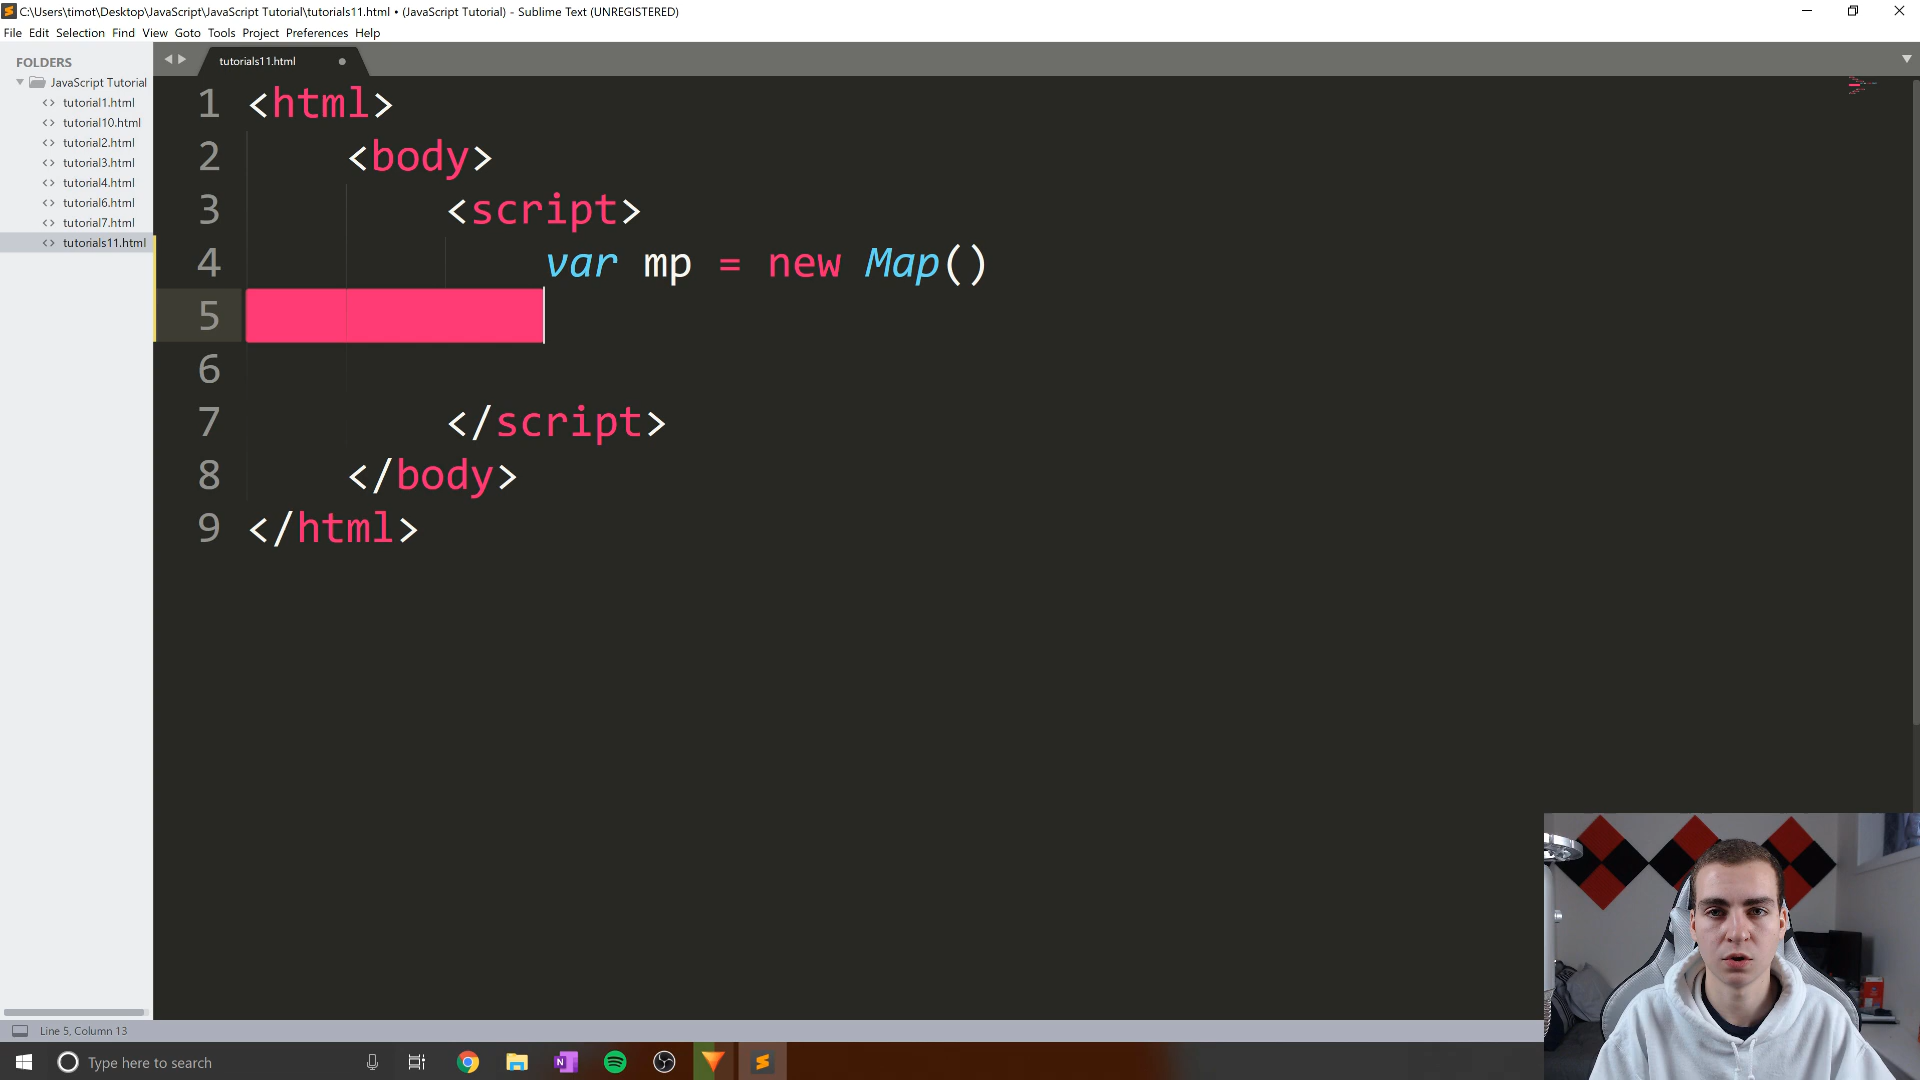 C:\Users\timot\Desktop\JavaScript\JavaScript Tutorial\tutorials11.html • (JavaScript Tutorial) - Sublime Text (UNREGISTERED)
File Edit Selection Find View Goto Tools Project Preferences Help
FOLDERS
JavaScript Tutorial
tutorial1.html
tutorial10.html
tutorial2.html
tutorial3.html
tutorial4.html
tutorial6.html
tutorial7.html
tutorials11.html
tutorials11.html
1 <html>
2 <body>
3 <script>
4 var mp = new Map()
5
6
7 </script>
8 </body>
9 </html>
Line 5, Column 13
Type here to search